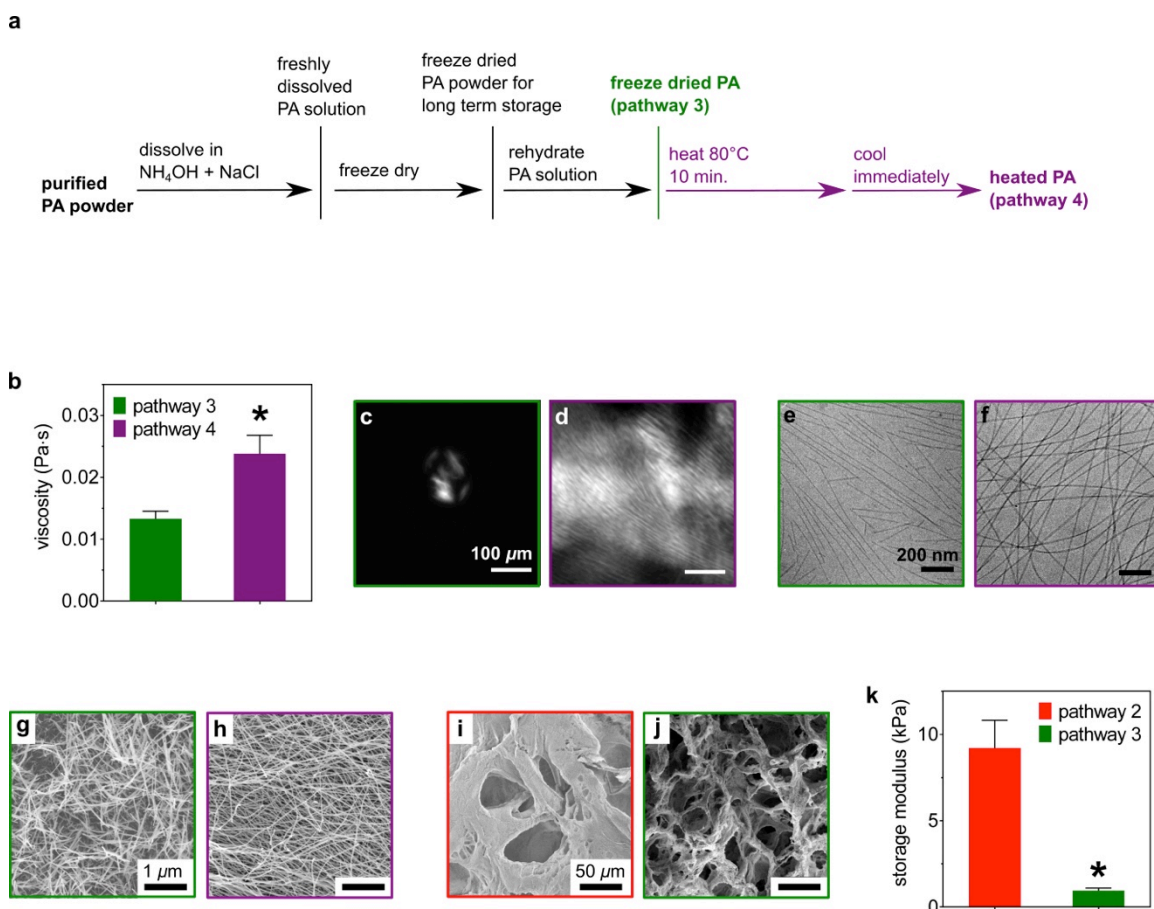 a
freshly
dissolved
PA solution
freeze dried
PA powder for
long term storage
freeze dried PA
(pathway 3)
purified
PA powder
dissolve in
NH₄OH + NaCl
freeze dry
rehydrate
PA solution
heat 80°C
10 min.
cool
immediately
heated PA
(pathway 4)
b
viscosity (Pa·s)
0.03
0.02
0.01
0.00
pathway 3
pathway 4
*
c
100 µm
d
e
200 nm
f
g
1 µm
h
i
50 µm
j
k
storage modulus (kPa)
10
5
0
pathway 2
pathway 3
*